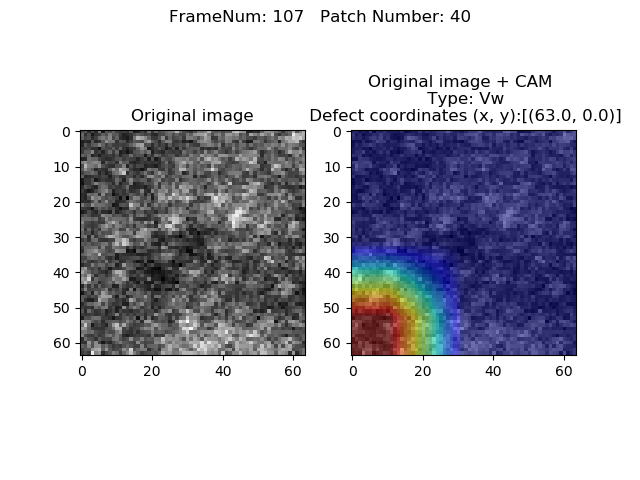 FrameNum: 107   Patch Number: 40
Original image
Original image + CAM
Type: Vw
Defect coordinates (x, y):[(63.0, 0.0)]
0
10
20
30
40
50
60
0 20 40 60
0
10
20
30
40
50
60
0 20 40 60